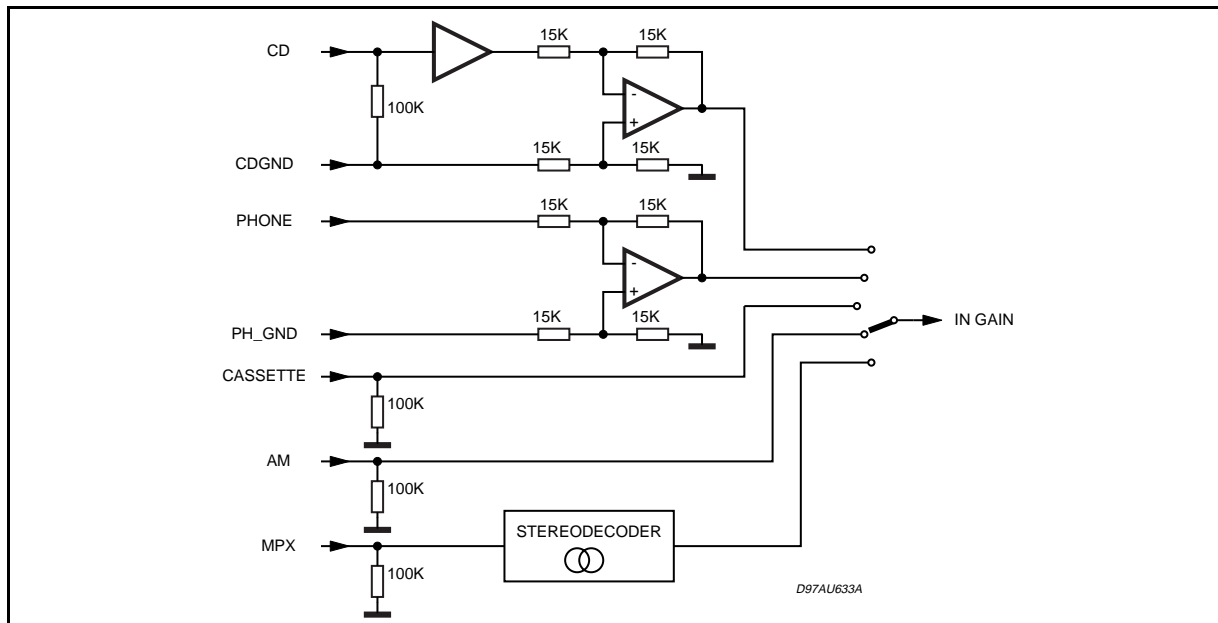 15K 15K
CD
100K
-
+
15K 15K
CDGND
15K 15K
PHONE
-
+
15K 15K
IN GAIN
PH_GND
CASSETTE
100K
AM
100K
STEREODECODER
MPX
100K
D97AU633A